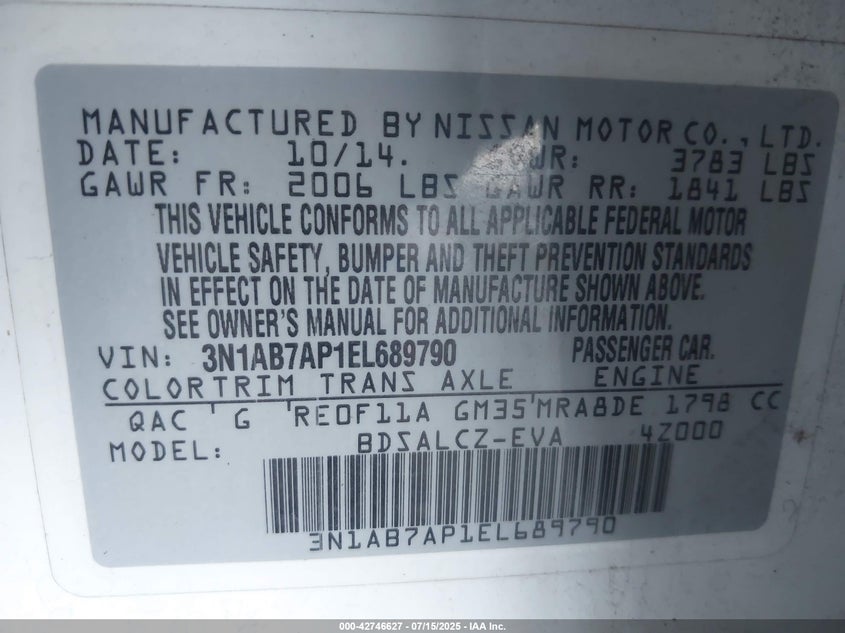 MANUFACTURED BY NISSAN MOTOR CO., LTD.
DATE: 10/14. GVWR: 3783 LBS
GAWR FR: 2006 LBS GAWR RR: 1841 LBS
THIS VEHICLE CONFORMS TO ALL APPLICABLE FEDERAL MOTOR
VEHICLE SAFETY, BUMPER AND THEFT PREVENTION STANDARDS
IN EFFECT ON THE DATE OF MANUFACTURE SHOWN ABOVE.
SEE OWNER'S MANUAL FOR ADDITIONAL INFORMATION.
VIN: 3N1AB7AP1EL689790 PASSENGER CAR.
COLOR TRIM TRANS AXLE ENGINE
QAC ' G 'RE0F11A GM35'MRA8DE 1798 CC
MODEL: BDSALCZ-EVA 4Z000
3N1AB7AP1EL689790
000-42746627 - 07/15/2025 - IAA Inc.